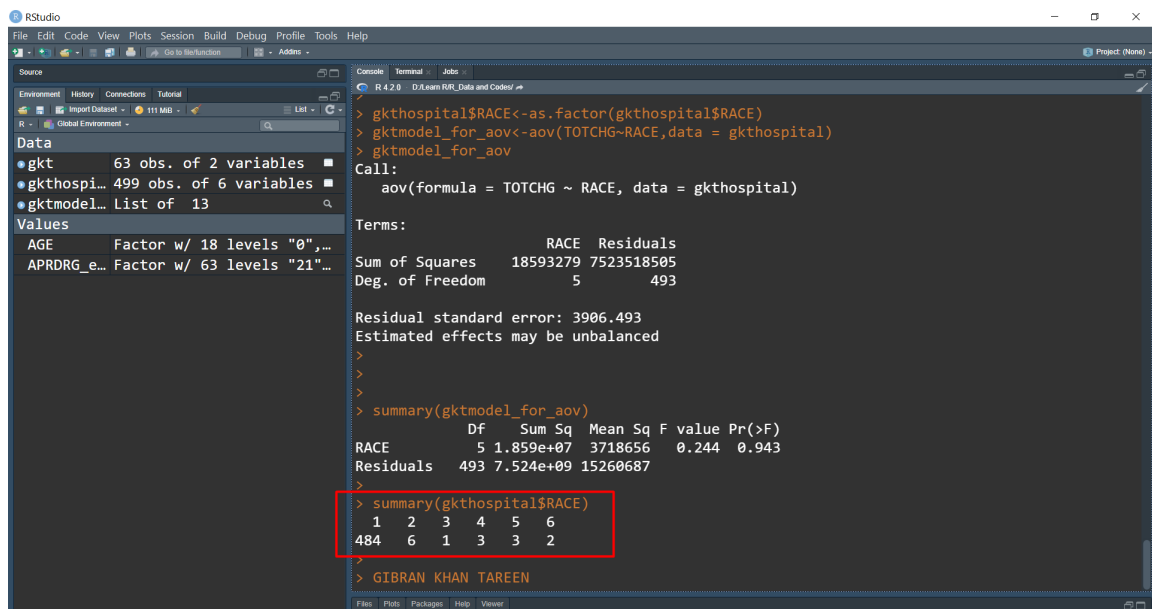 RStudio
File Edit Code View Plots Session Build Debug Profile Tools Help
Go to file/function Addins
Project: (None)
Source
Environment History Connections Tutorial
Import Dataset 111 MiB List
R Global Environment
Data
gkt 63 obs. of 2 variables
gkthospi… 499 obs. of 6 variables
gktmodel… List of 13
Values
AGE Factor w/ 18 levels "0",…
APRDRG_e… Factor w/ 63 levels "21"…
Console Terminal Jobs
R 4.2.0 · D:/Learn R/R_Data and Codes/
>
> gkthospital$RACE<-as.factor(gkthospital$RACE)
> gktmodel_for_aov<-aov(TOTCHG~RACE,data = gkthospital)
> gktmodel_for_aov
Call:
aov(formula = TOTCHG ~ RACE, data = gkthospital)
Terms:
RACE Residuals
Sum of Squares 18593279 7523518505
Deg. of Freedom 5 493
Residual standard error: 3906.493
Estimated effects may be unbalanced
>
>
>
> summary(gktmodel_for_aov)
Df Sum Sq Mean Sq F value Pr(>F)
RACE 5 1.859e+07 3718656 0.244 0.943
Residuals 493 7.524e+09 15260687
>
> summary(gkthospital$RACE)
1 2 3 4 5 6
484 6 1 3 3 2
>
> GIBRAN KHAN TAREEN
Files Plots Packages Help Viewer